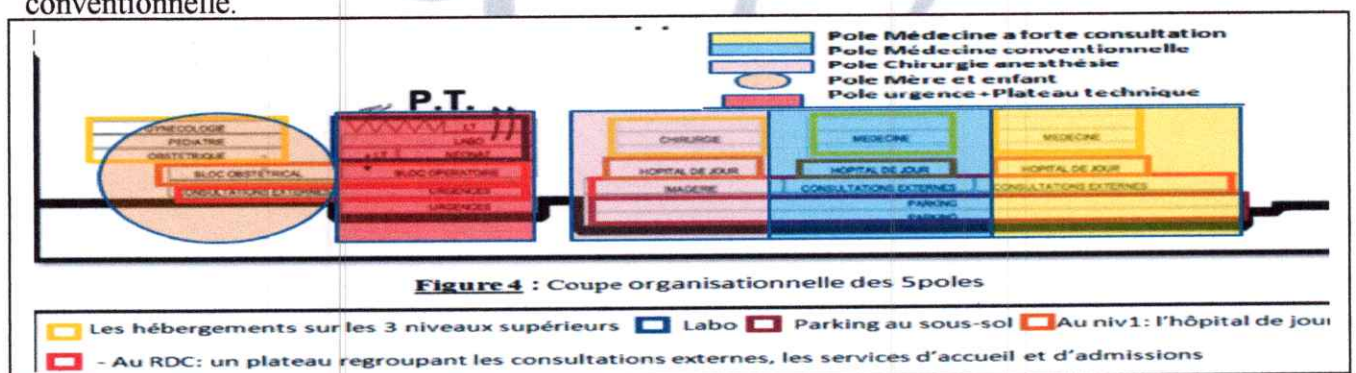 conventionnelle.
Pole Médecine a forte consultation
Pole Médecine conventionnelle
Pole Chirurgie anesthésie
Pole Mère et enfant
Pole urgence+Plateau technique
P.T.
GYNECOLOGIE
PEDIATRIE
OBSTETRIQUE
BLOC OBSTETRICAL
CONSULTATIONS EXTERNES
LT
LABO
NEONAT
LT
BLOC OPERATOIRE
URGENCES
URGENCES
CHIRURGIE
HOPITAL DE JOUR
IMAGERIE
MEDECINE
HOPITAL DE JOUR
CONSULTATIONS EXTERNES
PARKING
PARKING
MEDECINE
HOPITAL DE JOUR
CONSULTATIONS EXTERNES
Figure 4 : Coupe organisationnelle des 5poles
Les hébergements sur les 3 niveaux supérieurs Labo Parking au sous-sol Au niv1: l'hôpital de jour
- Au RDC: un plateau regroupant les consultations externes, les services d'accueil et d'admissions